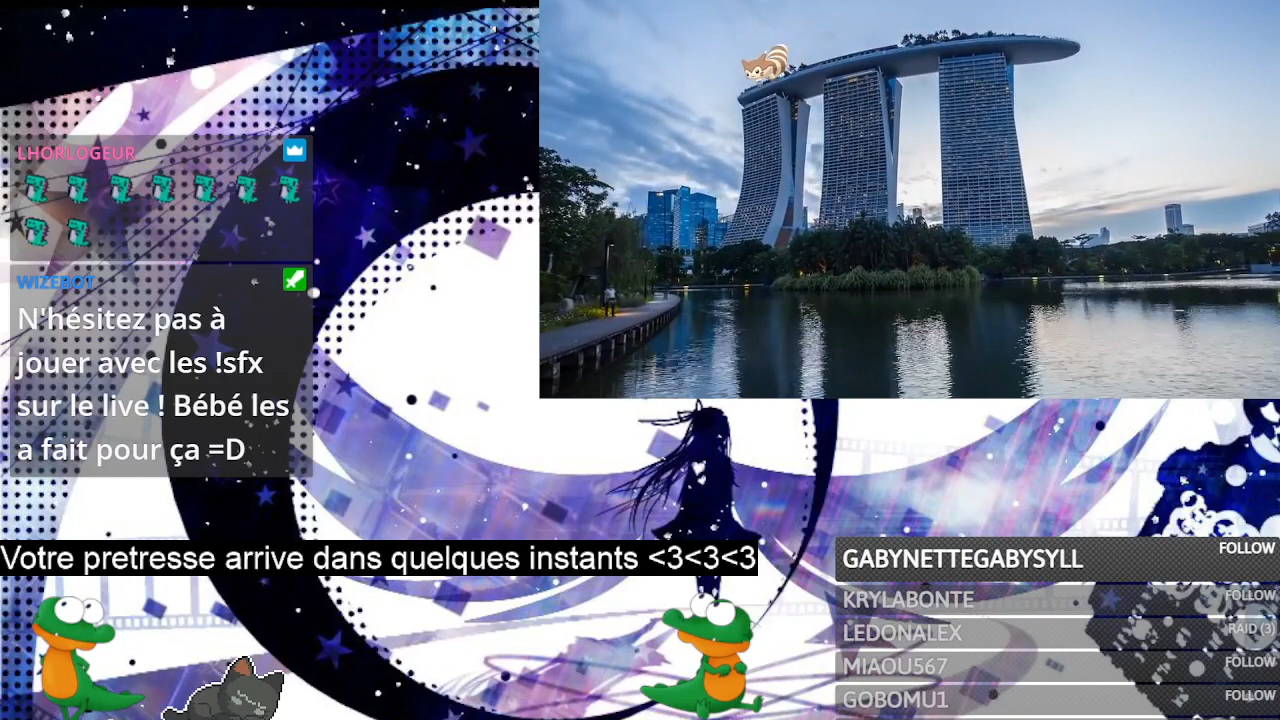 LHORLOGEUR
WIZEBOT
N'hésitez pas à
jouer avec les !sfx
sur le live ! Bébé les
a fait pour ça =D
Votre pretresse arrive dans quelques instants <3<3<3
GABYNETTEGABYSYLL FOLLOW
KRYLABONTE FOLLOW
LEDONALEX RAID (3)
MIAOU567 FOLLOW
GOBOMU1 FOLLOW